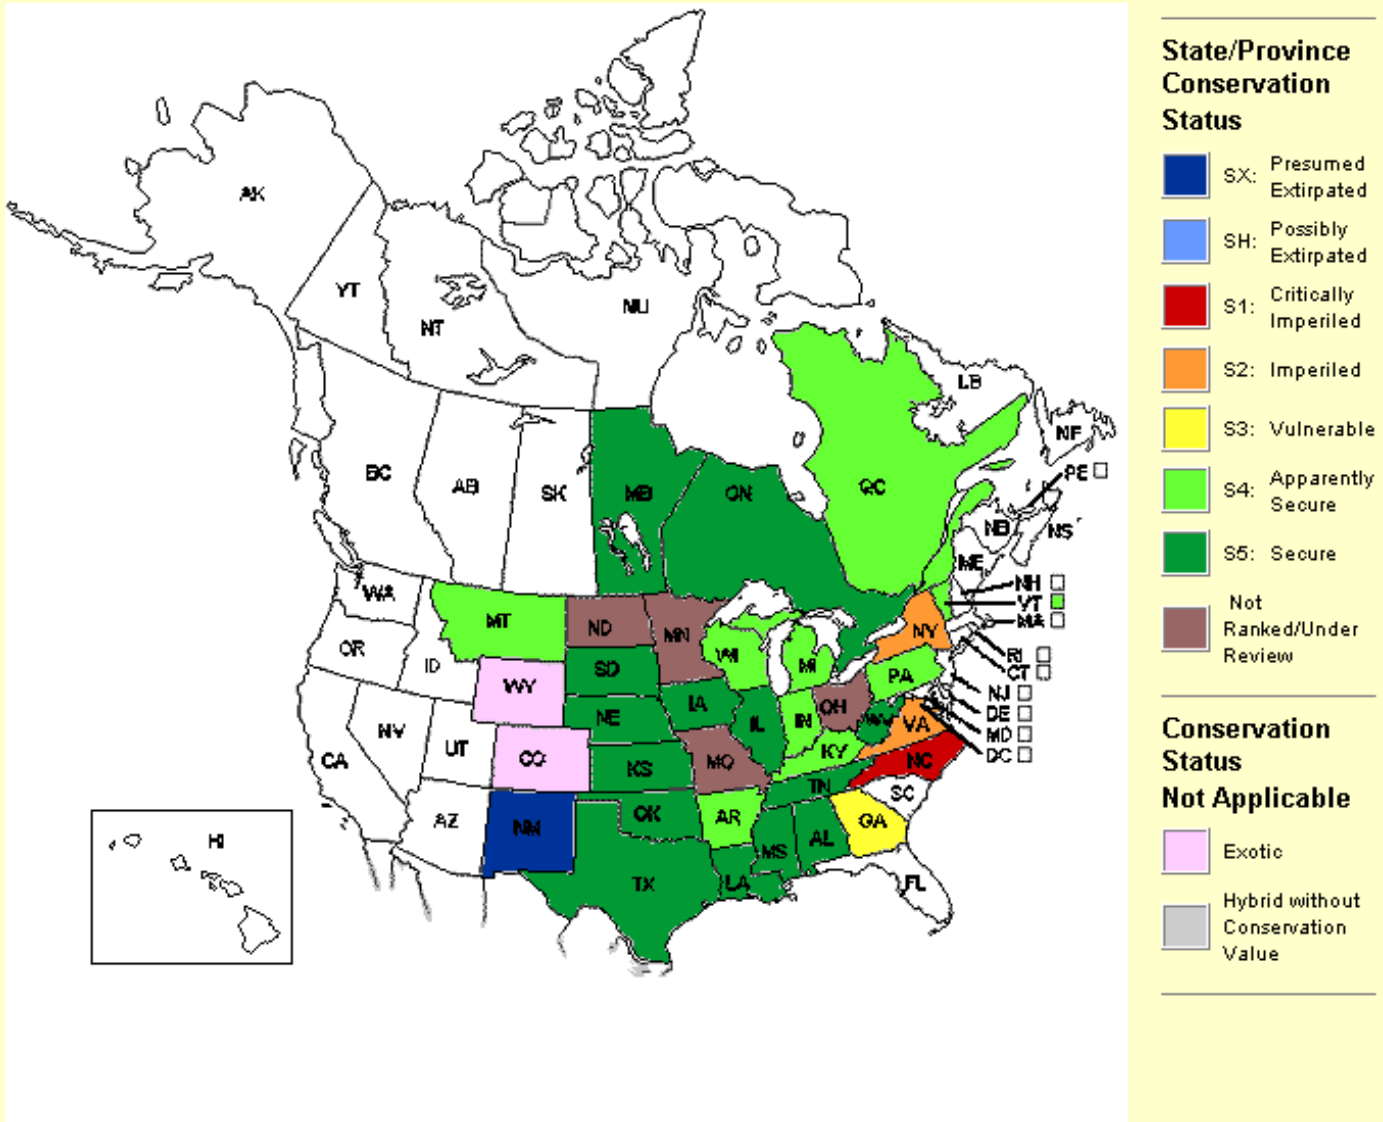 AK
YT
NT
NU
BC
AB
SK
MB
ON
QC
LB
NF
PE
NB
NS
ME
NH
VT
MA
RI
CT
NJ
DE
MD
DC
WA
OR
ID
MT
ND
MN
WI
MI
NY
PA
WY
SD
IA
NE
IL
IN
OH
WV
VA
KY
NV
UT
CO
KS
MO
CA
AZ
NM
OK
AR
TN
NC
SC
GA
AL
MS
LA
TX
FL
HI
State/Province
Conservation
Status
SX: Presumed
Extirpated
SH: Possibly
Extirpated
S1: Critically
Imperiled
S2: Imperiled
S3: Vulnerable
S4: Apparently
Secure
S5: Secure
Not
Ranked/Under
Review
Conservation
Status
Not Applicable
Exotic
Hybrid without
Conservation
Value